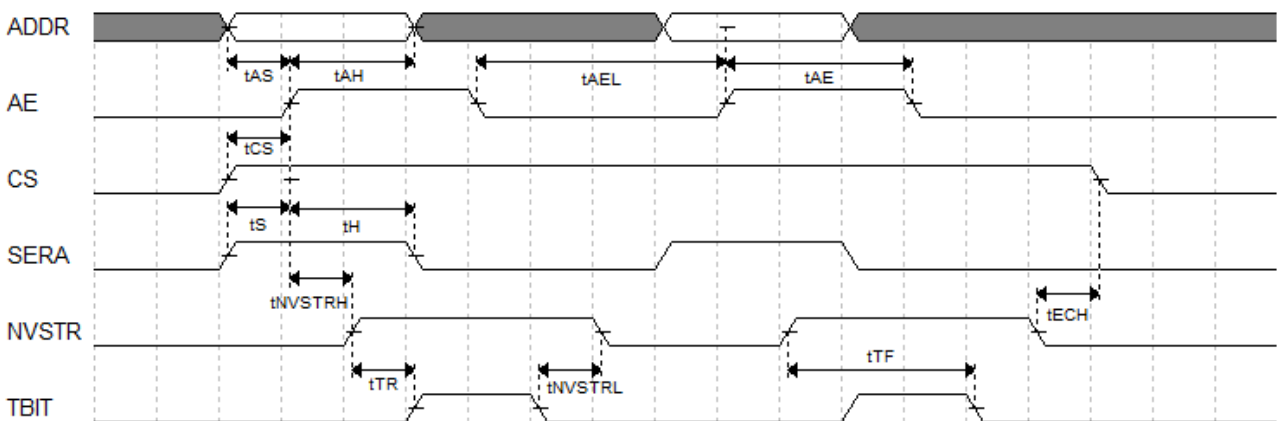 ADDR
tAS tAH tAEL tAE
AE
tCS
CS
tS tH
SERA
tNVSTRH
tECH
NVSTR
tTR tNVSTRL tTF
TBIT